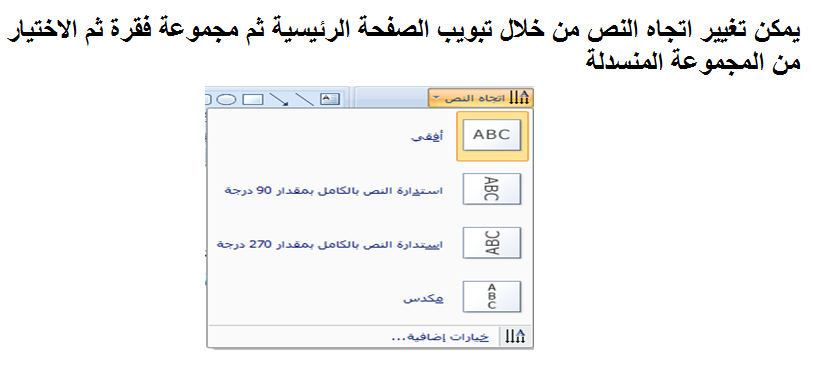 يمكن تغيير اتجاه النص من خلال تبويب الصفحة الرئيسية ثم مجموعة فقرة ثم الاختيار
من المجموعة المنسدلة
اتجاه النص
A
ABC أفقي
ABC استدارة النص بالكامل بمقدار 90 درجة
ABC استدارة النص بالكامل بمقدار 270 درجة
ABC مكدس
خيارات إضافية...